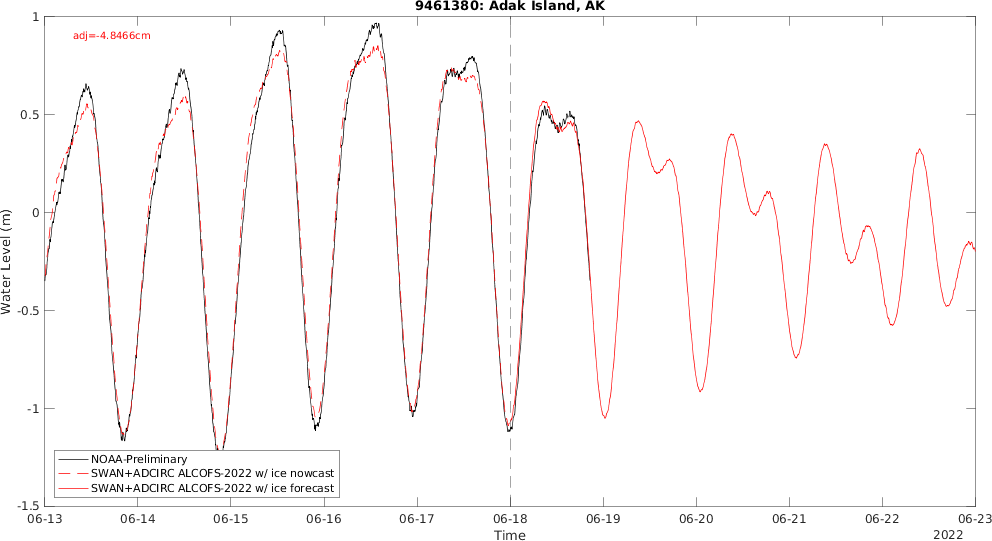 9461380: Adak Island, AK
adj=-4.8466cm
1
0.5
0
-0.5
-1
-1.5
Water Level (m)
NOAA-Preliminary
SWAN+ADCIRC ALCOFS-2022 w/ ice nowcast
SWAN+ADCIRC ALCOFS-2022 w/ ice forecast
06-13 06-14 06-15 06-16 06-17 06-18 06-19 06-20 06-21 06-22 06-23
Time
2022